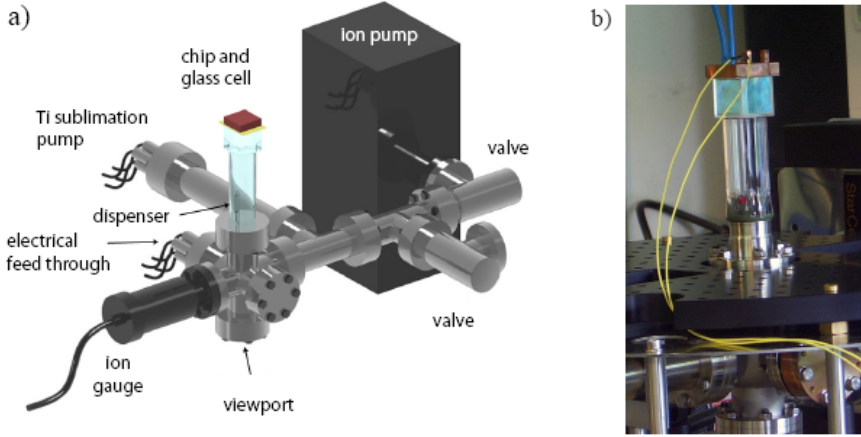 a)
b)
ion pump
chip and
glass cell
Ti sublimation
pump
valve
dispenser
electrical
feed through
valve
ion
gauge
viewport